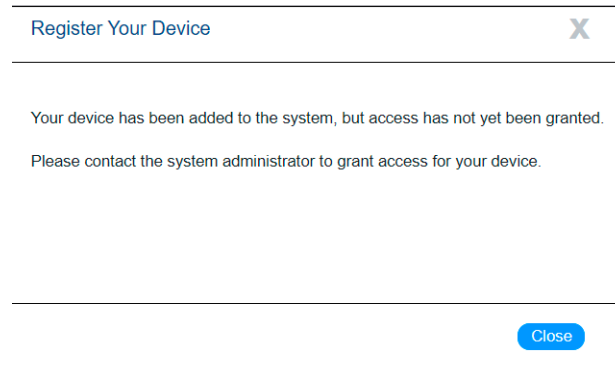 Register Your Device
X
Your device has been added to the system, but access has not yet been granted.
Please contact the system administrator to grant access for your device.
Close